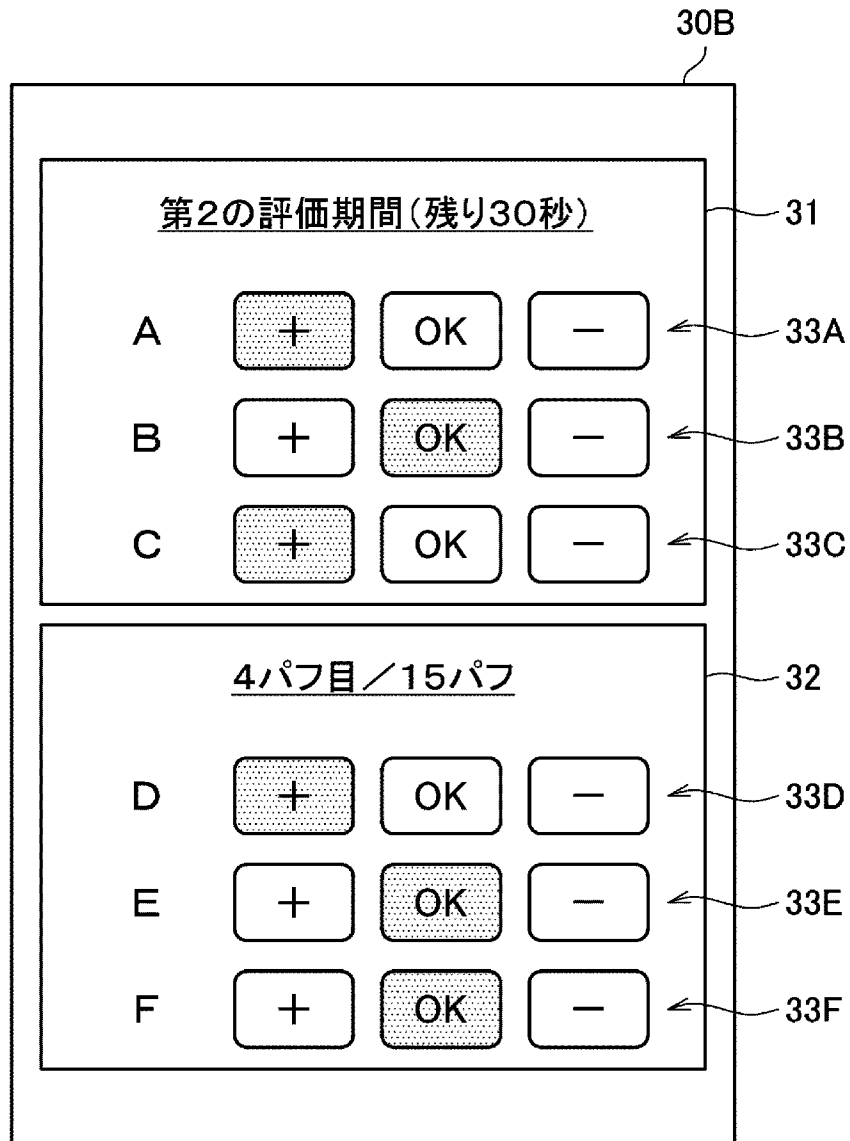 30B
第2の評価期間(残り30秒) 31
A + OK − 33A
B + OK − 33B
C + OK − 33C
4パフ目／15パフ 32
D + OK − 33D
E + OK − 33E
F + OK − 33F